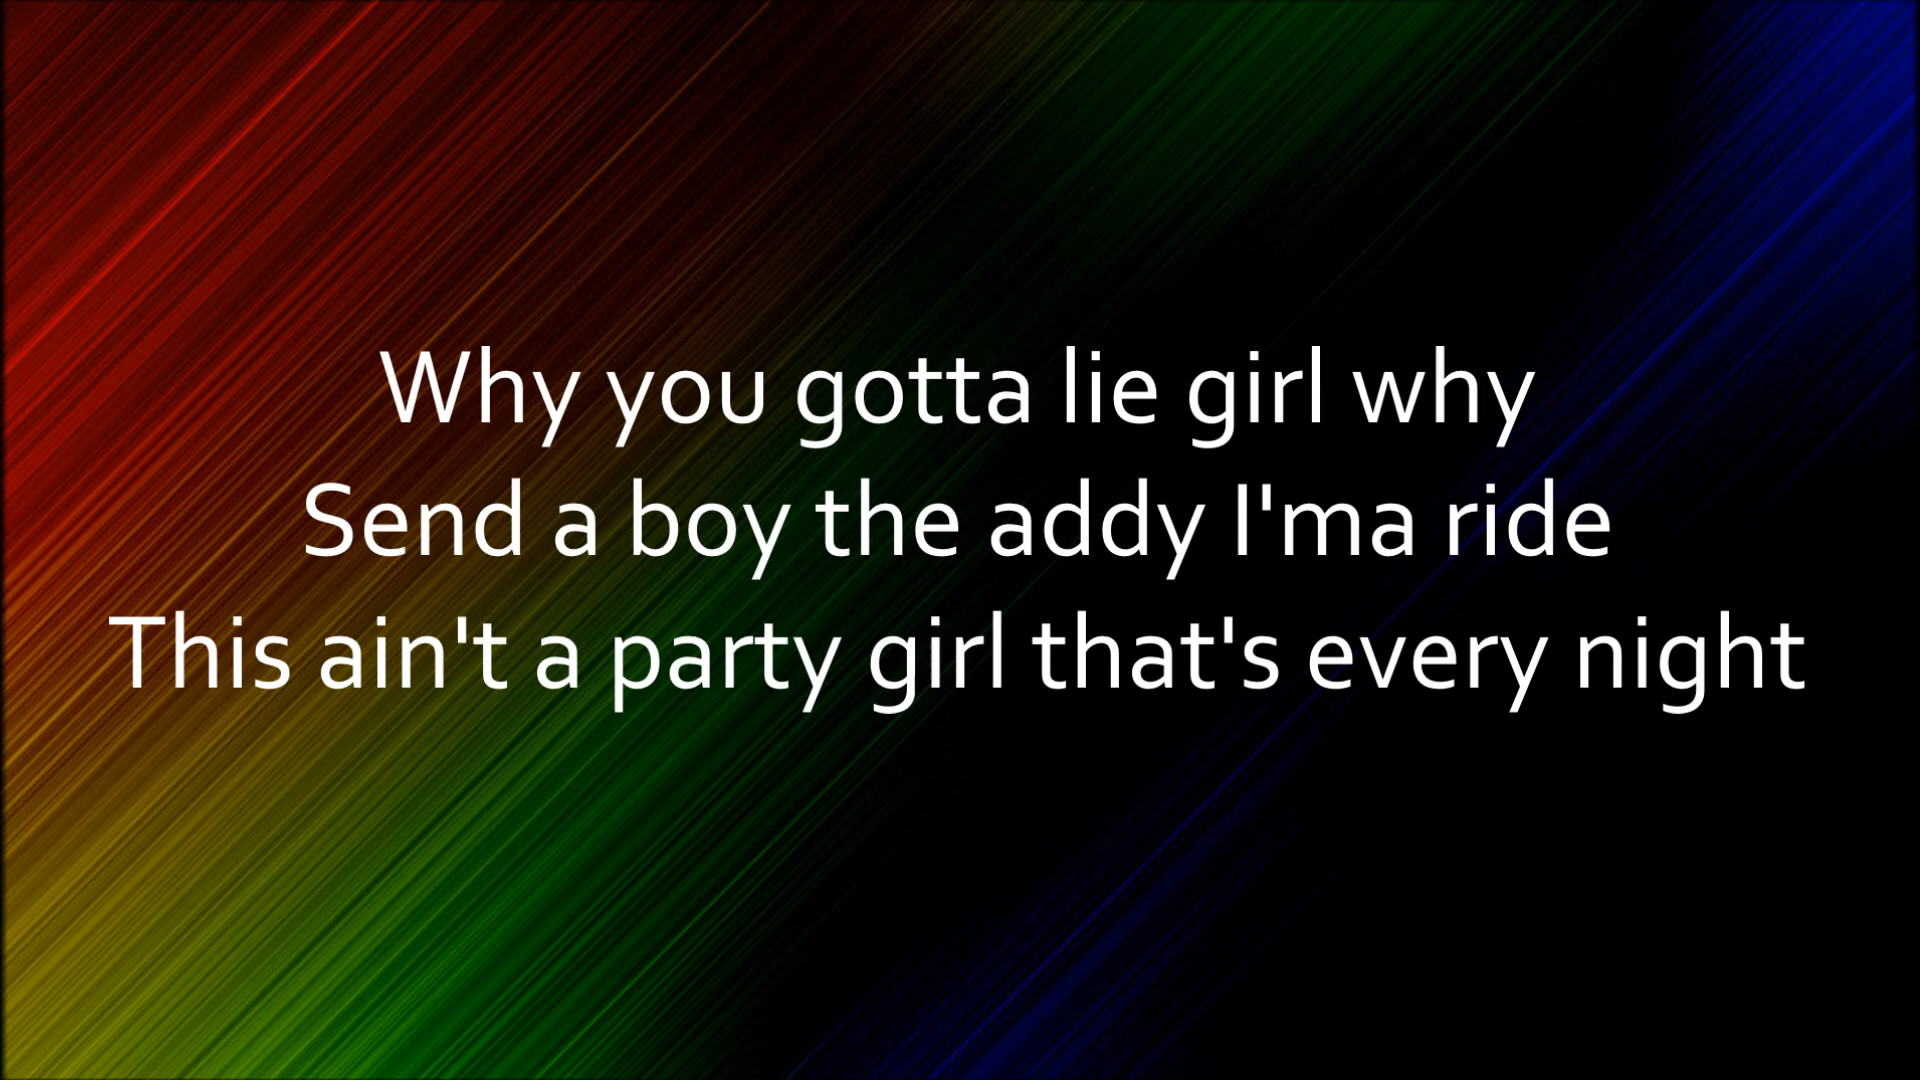 Why you gotta lie girl why
Send a boy the addy I'ma ride
This ain't a party girl that's every night